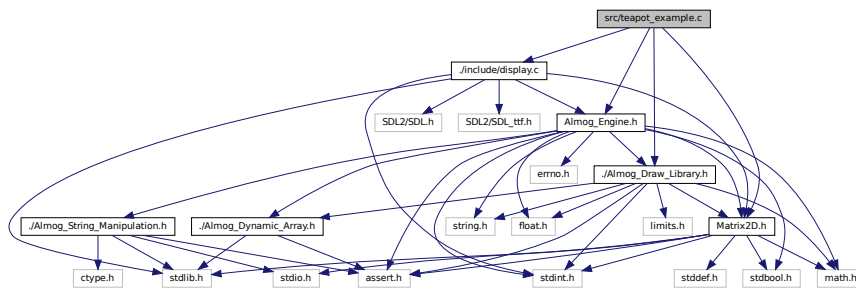 src/teapot_example.c
./include/display.c
SDL2/SDL.h
SDL2/SDL_ttf.h
Almog_Engine.h
errno.h
./Almog_Draw_Library.h
./Almog_String_Manipulation.h
./Almog_Dynamic_Array.h
string.h
float.h
limits.h
Matrix2D.h
ctype.h
stdlib.h
stdio.h
assert.h
stdint.h
stddef.h
stdbool.h
math.h